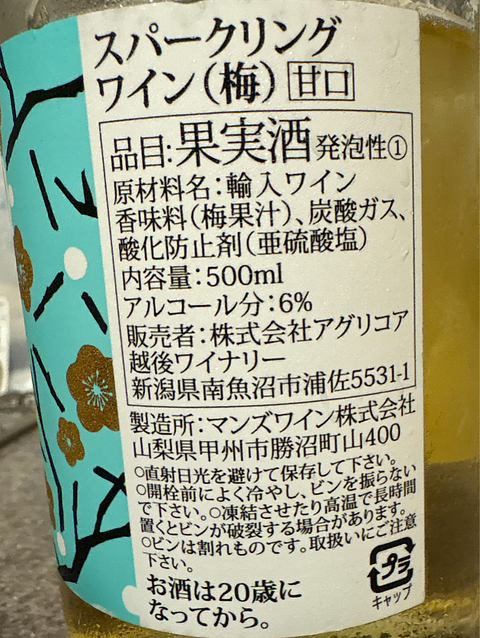 スパークリング
ワイン(梅) 甘口
品目:果実酒 発泡性①
原材料名:輸入ワイン
香味料(梅果汁)、炭酸ガス、
酸化防止剤(亜硫酸塩)
内容量:500ml
アルコール分:6%
販売者:株式会社アグリコア
越後ワイナリー
新潟県南魚沼市浦佐5531-1
製造所:マンズワイン株式会社
山梨県甲州市勝沼町山400
○直射日光を避けて保存して下さい。
○開栓前によく冷やし、ビンを振らない
で下さい。○凍結させたり高温で長時間
置くとビンが破裂する場合があります。
○ビンは割れものです。取扱いにご注意
下さい。
お酒は20歳に
なってから。
プラ
キャップ